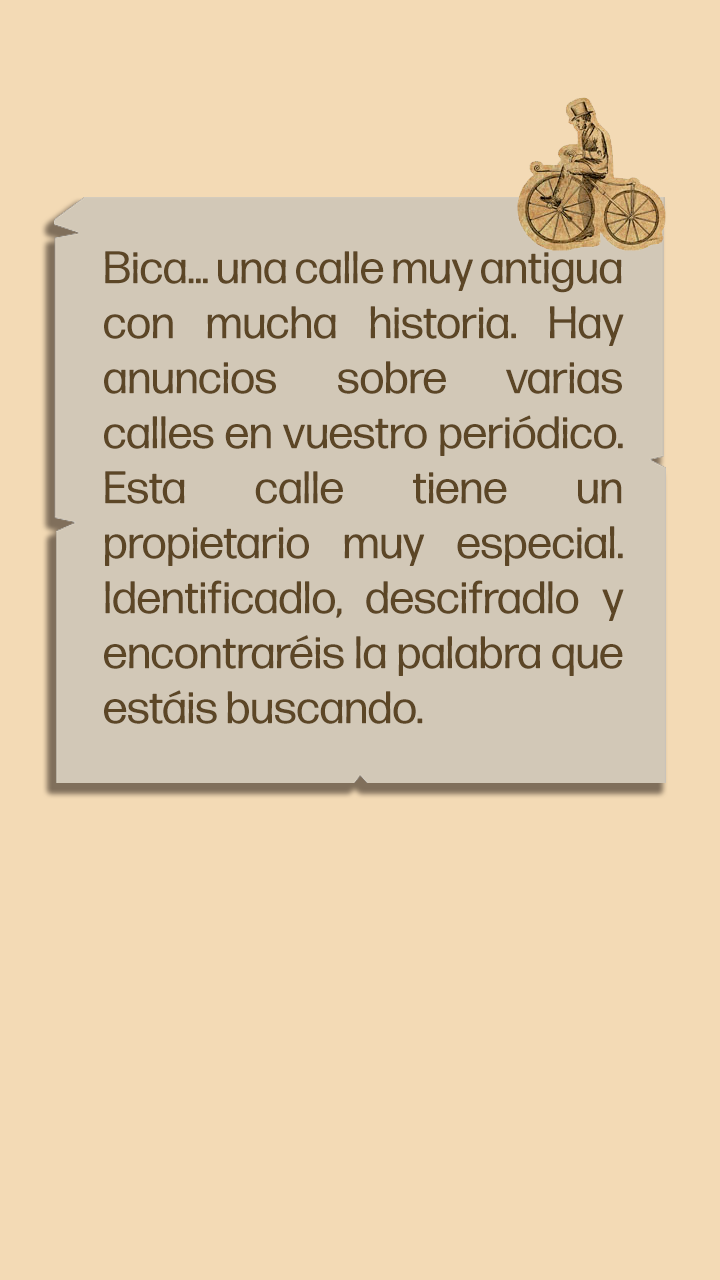 Bica... una calle muy antigua
con mucha historia. Hay
anuncios sobre varias
calles en vuestro periódico.
Esta calle tiene un
propietario muy especial.
Identificadlo, descifradlo y
encontraréis la palabra que
estáis buscando.